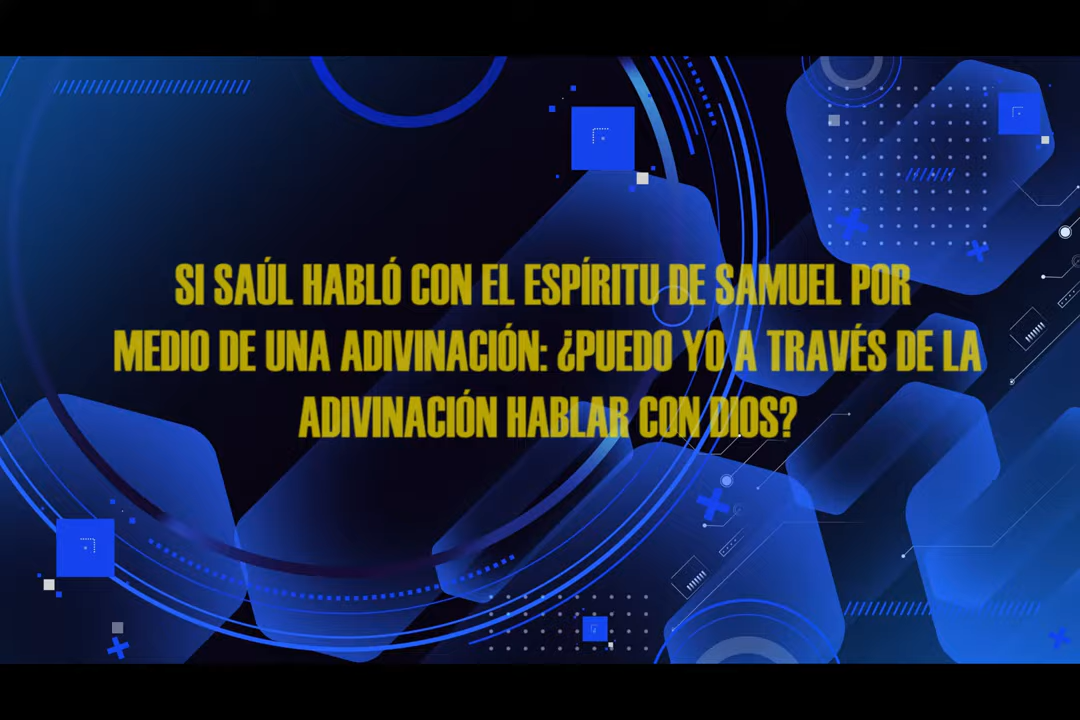 SI SAÚL HABLÓ CON EL ESPÍRITU DE SAMUEL POR
MEDIO DE UNA ADIVINACIÓN: ¿PUEDO YO A TRAVÉS DE LA
ADIVINACIÓN HABLAR CON DIOS?